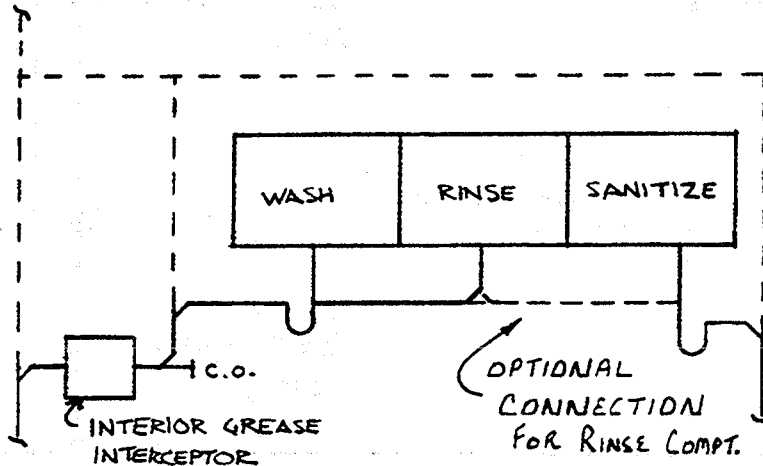 WASH
RINSE
SANITIZE
C.O.
OPTIONAL
CONNECTION
FOR RINSE COMPT.
INTERIOR GREASE
INTERCEPTOR